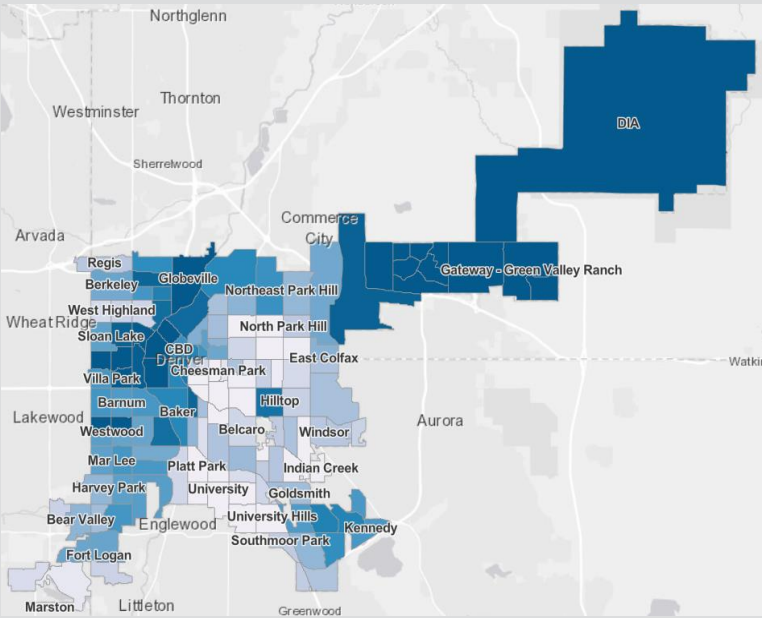 Northglenn
Thornton
Westminster
DIA
Sherrelwood
Commerce
City
Arvada
Regis
Globeville
Gateway - Green Valley Ranch
Berkeley
Northeast Park Hill
West Highland
Wheat Ridge
North Park Hill
Sloan Lake
CBD
Denver
East Colfax
Watki
Cheesman Park
Villa Park
Barnum
Hilltop
Baker
Lakewood
Aurora
Westwood
Belcaro
Windsor
Mar Lee
Platt Park
Indian Creek
Harvey Park
University
Goldsmith
Bear Valley
Englewood
University Hills
Kennedy
Southmoor Park
Fort Logan
Marston
Littleton
Greenwood